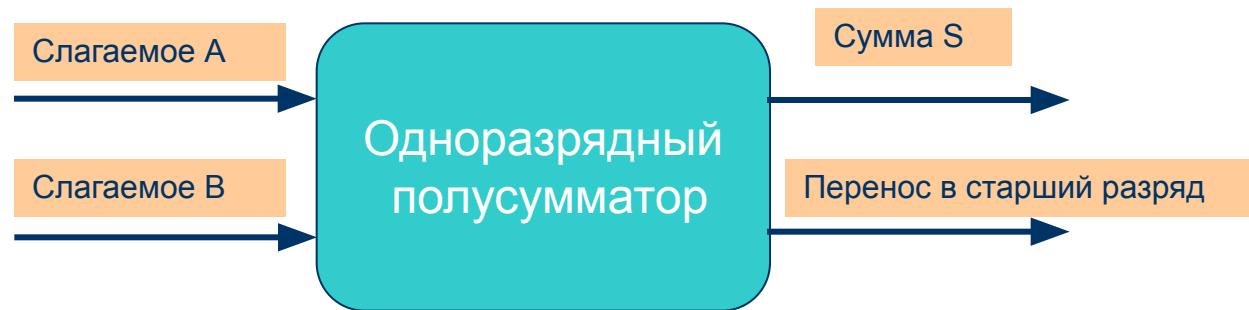 Слагаемое А
Сумма S
Одноразрядный
полусумматор
Слагаемое В
Перенос в старший разряд